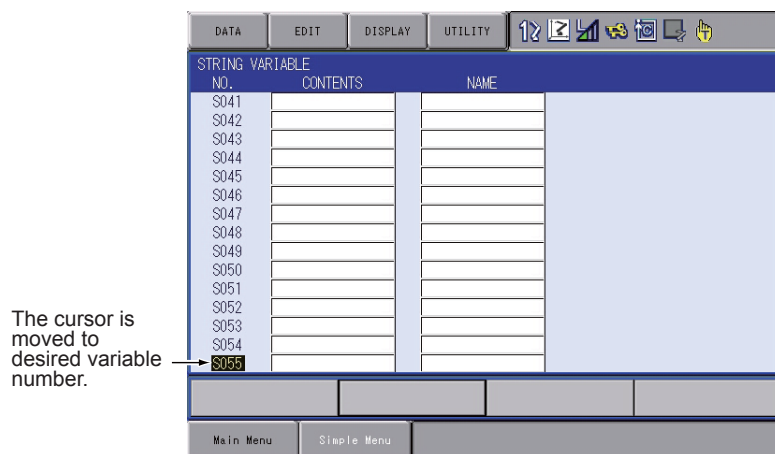 DATA EDIT DISPLAY UTILITY
STRING VARIABLE
NO. CONTENTS NAME
S041
S042
S043
S044
S045
S046
S047
S048
S049
S050
S051
S052
S053
S054
S055
The cursor is
moved to
desired variable
number.
Main Menu Simple Menu